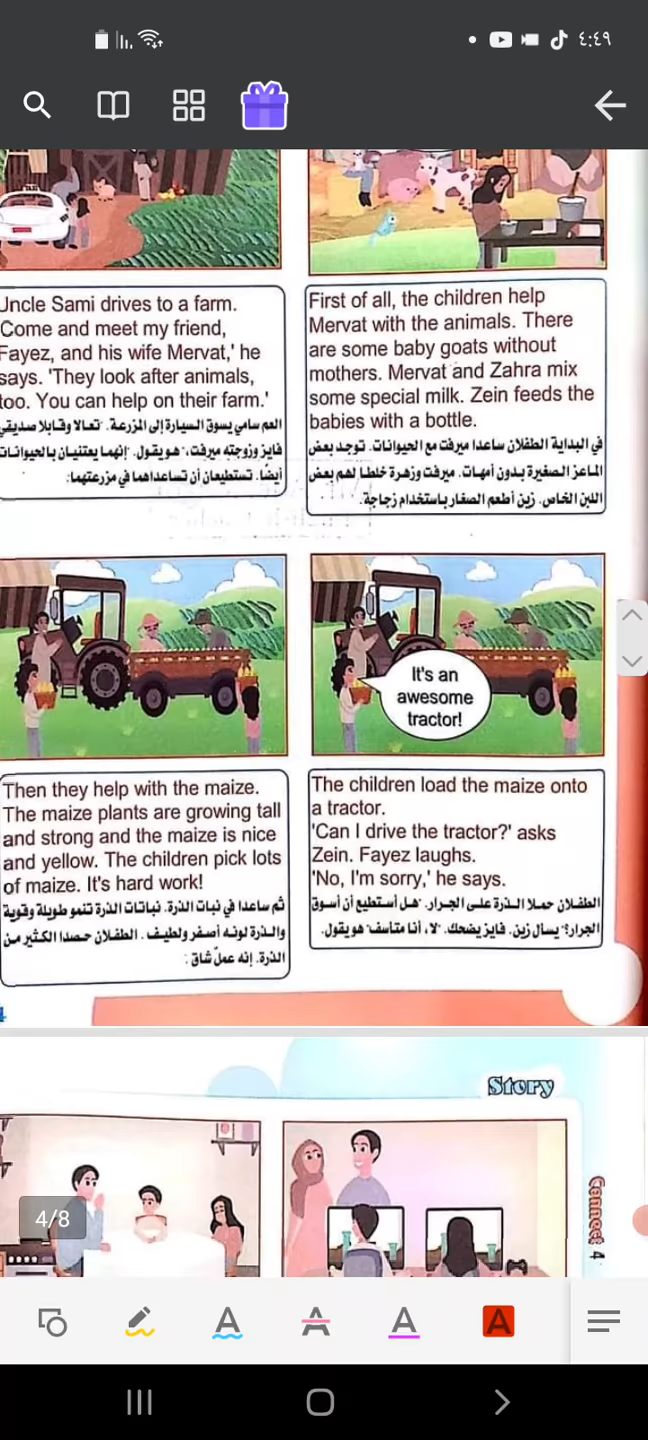 ٤:٤٩
TAXI
Uncle Sami drives to a farm.
'Come and meet my friend,
Fayez, and his wife Mervat,' he
says. 'They look after animals,
too. You can help on their farm.'
العم سامي يسوق السيارة إلى المزرعة. "تعالا وقابلا صديقي
فايز وزوجته ميرفت،" هو يقول. "إنهما يعتنيان بالحيوانات
أيضًا. تستطيعان أن تساعداهما في مزرعتهما."
First of all, the children help
Mervat with the animals. There
are some baby goats without
mothers. Mervat and Zahra mix
some special milk. Zein feeds the
babies with a bottle.
في البداية الطفلان ساعدا ميرفت مع الحيوانات. توجد بعض
الماعز الصغيرة بدون أمهات. ميرفت وزهرة خلطا لهم بعض
اللبن الخاص. زين أطعم الصغار باستخدام زجاجة.
It's an
awesome
tractor!
Then they help with the maize.
The maize plants are growing tall
and strong and the maize is nice
and yellow. The children pick lots
of maize. It's hard work!
ثم ساعدا في نبات الذرة. نباتات الذرة تنمو طويلة وقوية
والذرة لونه أصفر ولطيف. الطفلان حصدا الكثير من
الذرة. إنه عملٌ شاق.
The children load the maize onto
a tractor.
'Can I drive the tractor?' asks
Zein. Fayez laughs.
'No, I'm sorry,' he says.
الطفلان حملا الذرة على الجرار. "هل أستطيع أن أسوق
الجرار؟" يسأل زين. فايز يضحك. "لا، أنا متأسف" هو يقول.
4
Story
Connect 4
4/8
A
A
A
A